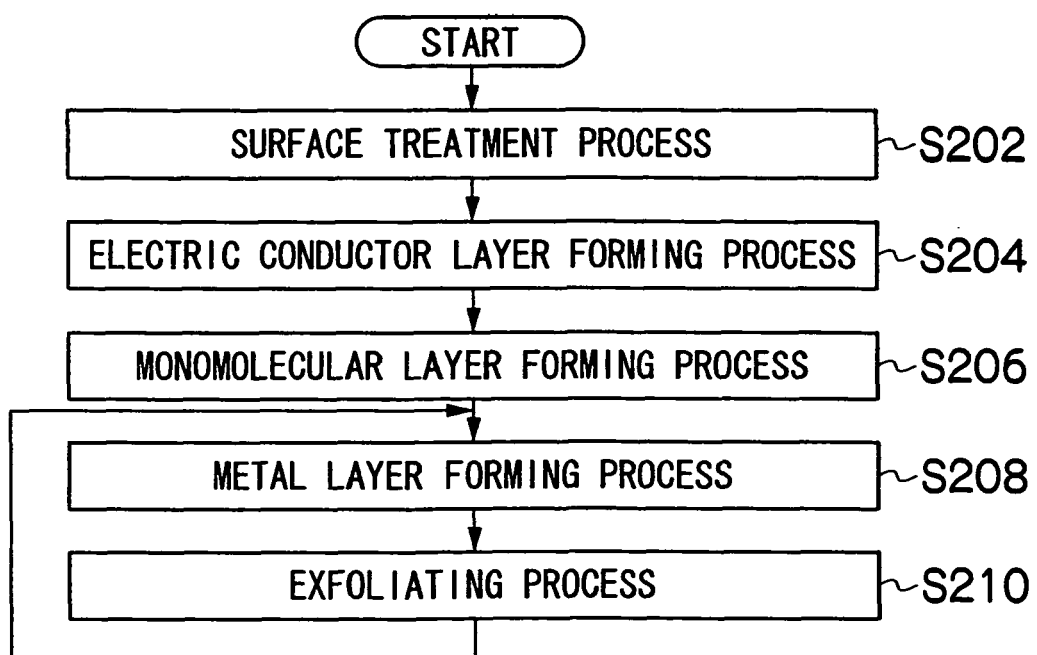 START
SURFACE TREATMENT PROCESS S202
ELECTRIC CONDUCTOR LAYER FORMING PROCESS S204
MONOMOLECULAR LAYER FORMING PROCESS S206
METAL LAYER FORMING PROCESS S208
EXFOLIATING PROCESS S210